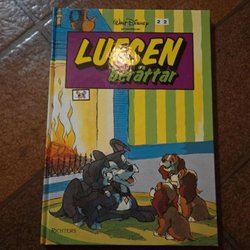 Walt Disney
22
LUFSEN
berättar
RICHTERS